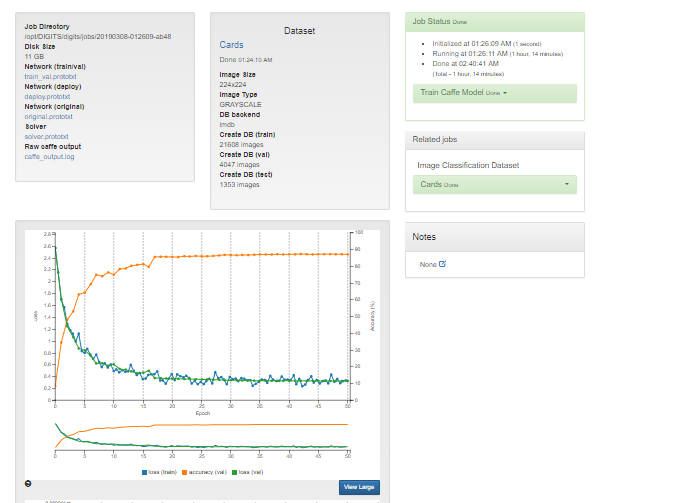 Job Directory
/opt/DIGITS/digits/jobs/20190308-012609-ab48
Disk Size
11 GB
Network (train/val)
train_val.prototxt
Network (deploy)
deploy.prototxt
Network (original)
original.prototxt
Solver
solver.prototxt
Raw caffe output
caffe_output.log
Dataset
Cards
Done 01:24:10 AM
Image Size
224x224
Image Type
GRAYSCALE
DB backend
lmdb
Create DB (train)
21608 images
Create DB (val)
4047 images
Create DB (test)
1353 images
Job Status Done
Initialized at 01:26:09 AM (1 second)
Running at 01:26:11 AM (1 hour, 14 minutes)
Done at 02:40:41 AM
(Total - 1 hour, 14 minutes)
Train Caffe Model Done
Related jobs
Image Classification Dataset
Cards Done
Notes
None
2.8
2.6
2.4
2.2
2
1.8
1.6
1.4
1.2
1
0.8
0.6
0.4
0.2
0
Loss
100
90
80
70
60
50
40
30
20
10
0
Accuracy (%)
0 5 10 15 20 25 30 35 40 45 50
Epoch
0 5 10 15 20 25 30 35 40 45 50
loss (train) accuracy (val) loss (val)
View Large